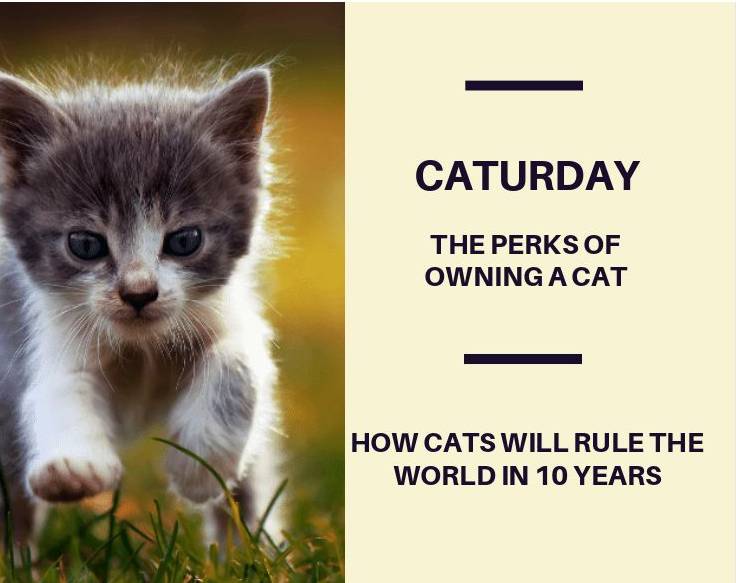 CATURDAY
THE PERKS OF
OWNING A CAT
HOW CATS WILL RULE THE
WORLD IN 10 YEARS